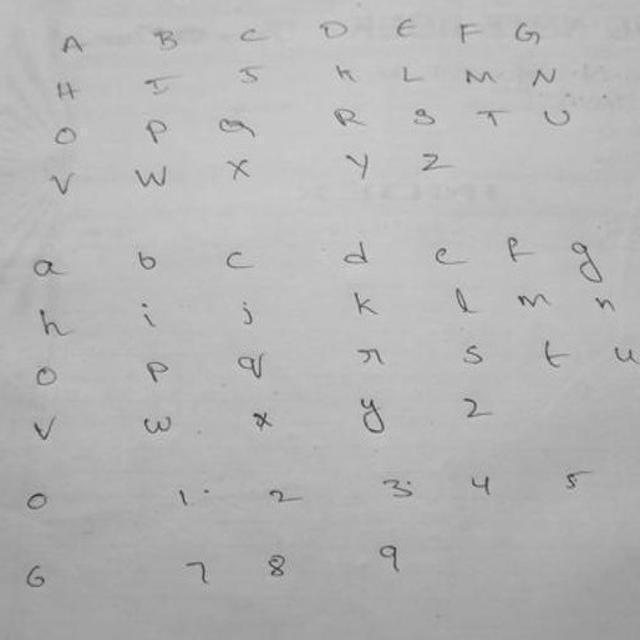 A B C D E F G
H I J K L M N
O P Q R S T U
V W X Y Z
a b c d e f g
h i j k l m n
o p q r s t u
v w x y z
0 1 2 3 4 5
6 7 8 9